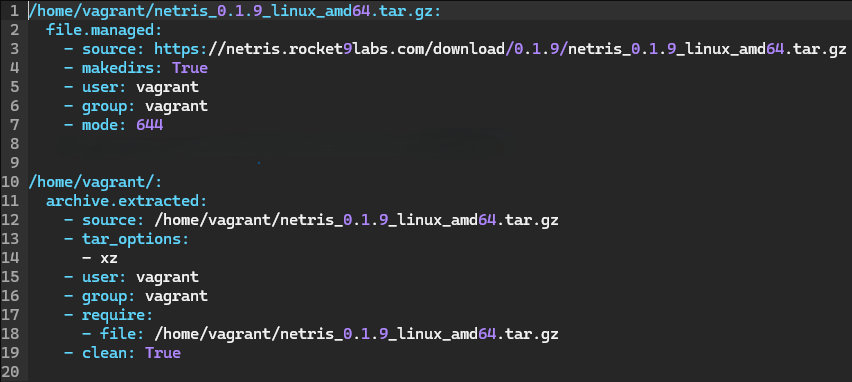 1 /home/vagrant/netris_0.1.9_linux_amd64.tar.gz:
2   file.managed:
3     - source: https://netris.rocket9labs.com/download/0.1.9/netris_0.1.9_linux_amd64.tar.gz
4     - makedirs: True
5     - user: vagrant
6     - group: vagrant
7     - mode: 644
8
9
10 /home/vagrant/:
11   archive.extracted:
12     - source: /home/vagrant/netris_0.1.9_linux_amd64.tar.gz
13     - tar_options:
14       - xz
15     - user: vagrant
16     - group: vagrant
17     - require:
18       - file: /home/vagrant/netris_0.1.9_linux_amd64.tar.gz
19     - clean: True
20